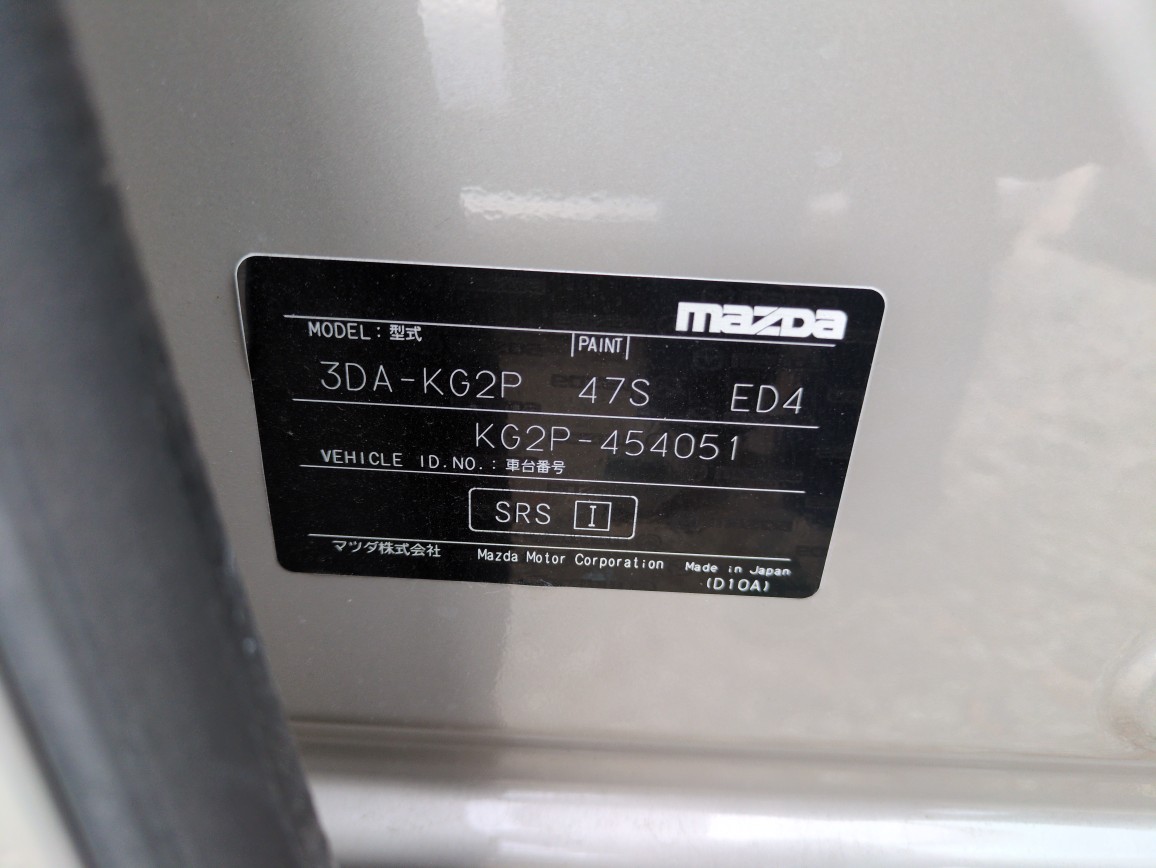 mazda
MODEL : 型式 PAINT
3DA-KG2P 47S ED4
KG2P-454051
VEHICLE ID.NO. : 車台番号
SRS I
マツダ株式会社 Mazda Motor Corporation Made in Japan
(D10A)